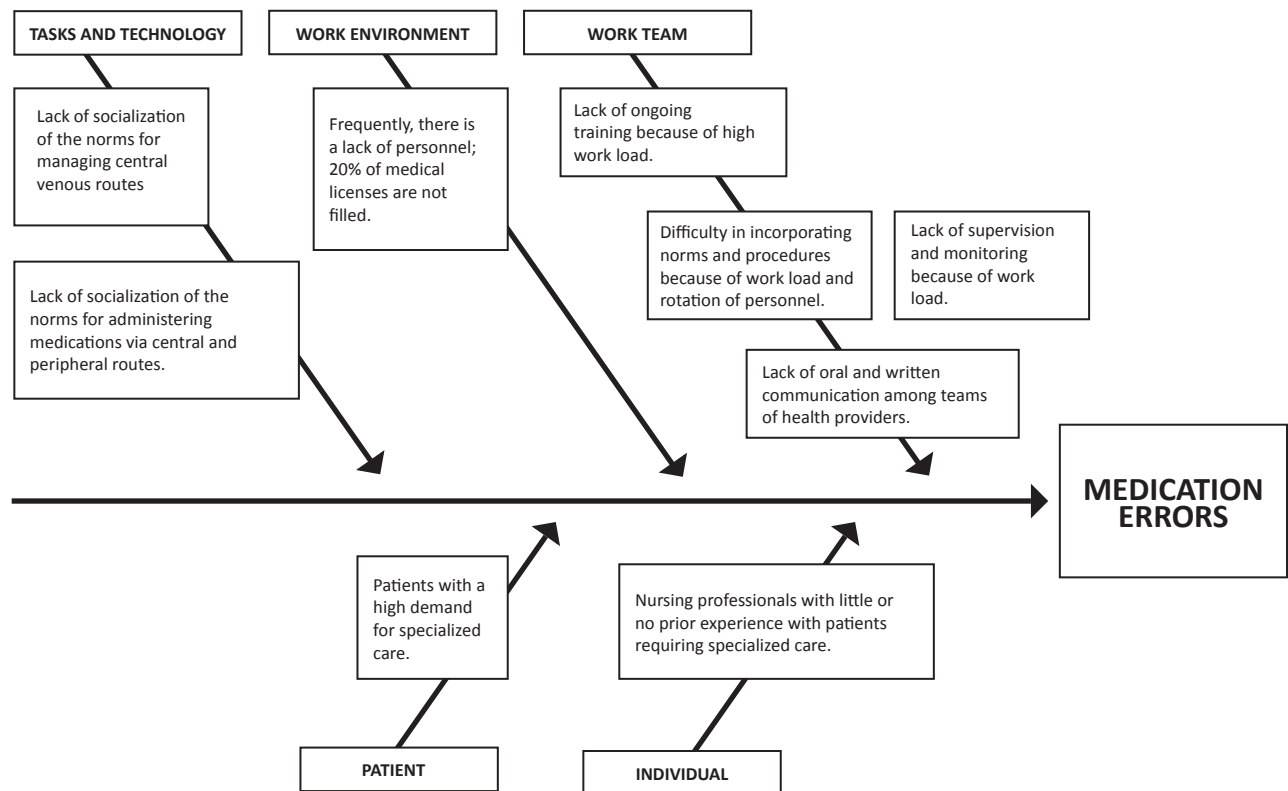 TASKS AND TECHNOLOGY
WORK ENVIRONMENT
WORK TEAM
Lack of socialization
of the norms for
managing central
venous routes
Lack of socialization of the
norms for administering
medications via central and
peripheral routes.
Frequently, there is
a lack of personnel;
20% of medical
licenses are not
filled.
Lack of ongoing
training because of high
work load.
Difficulty in incorporating
norms and procedures
because of work load and
rotation of personnel.
Lack of supervision
and monitoring
because of work
load.
Lack of oral and written
communication among teams
of health providers.
MEDICATION
ERRORS
Patients with a
high demand
for specialized
care.
Nursing professionals with little or
no prior experience with patients
requiring specialized care.
PATIENT
INDIVIDUAL